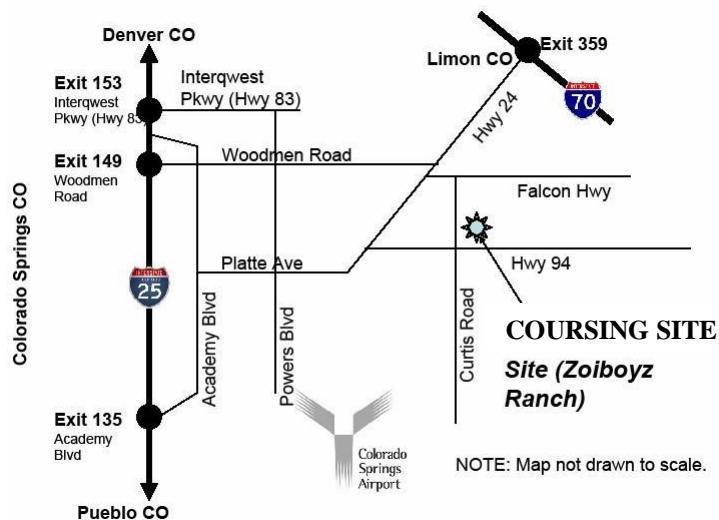 Denver CO
Exit 153
Interqwest
Pkwy (Hwy 83)
Interqwest
Pkwy (Hwy 83)
Exit 149
Woodmen
Road
Woodmen Road
Limon CO
Exit 359
INTERSTATE
70
Hwy 24
Falcon Hwy
Hwy 94
Platte Ave
Colorado Springs CO
INTERSTATE
25
Academy Blvd
Powers Blvd
Curtis Road
COURSING SITE
Site (Zoiboyz
Ranch)
Exit 135
Academy
Blvd
Colorado
Springs
Airport
NOTE: Map not drawn to scale.
Pueblo CO